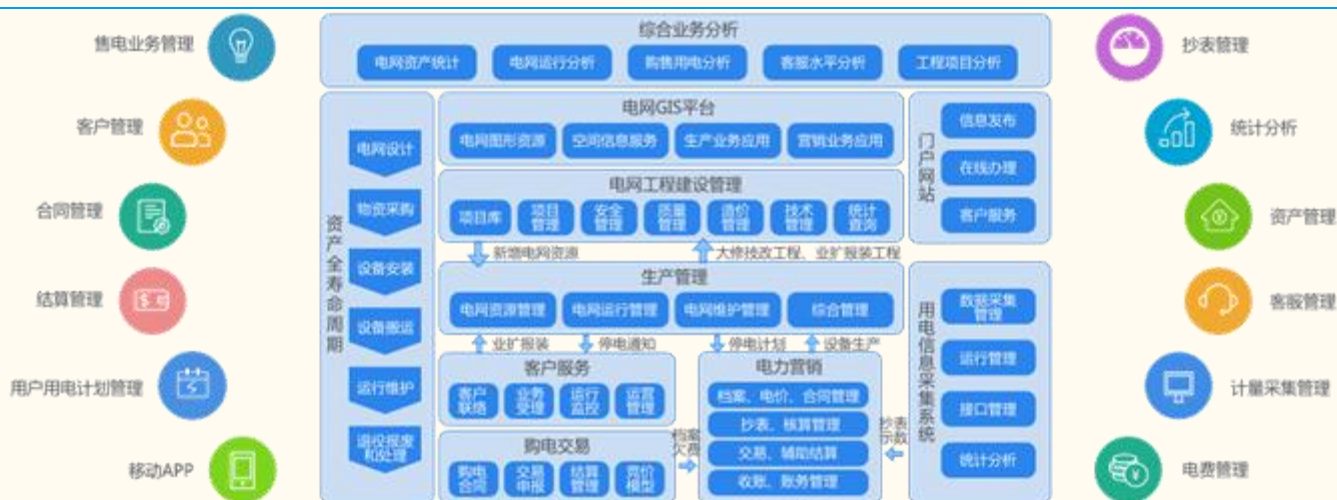 售电业务管理
客户管理
合同管理
结算管理
用户用电计划管理
移动APP
综合业务分析
电网资产统计
电网运行分析
购售用电分析
客服水平分析
工程项目分析
资产全寿命周期
电网设计
物资采购
设备安装
设备搬运
运行维护
退役报废
和处理
电网GIS平台
电网图形资源
空间信息服务
生产业务应用
营销业务应用
电网工程建设管理
项目库
项目
管理
安全
管理
质量
管理
造价
管理
技术
管理
统计
查询
新增电网资源
大修技改工程、业扩报装工程
生产管理
电网资源管理
电网运行管理
电网维护管理
综合管理
业扩报装
停电通知
停电计划
设备生产
客户服务
客户
联络
业务
受理
运行
监控
运营
管理
购电交易
购电
合同
交易
申报
结算
管理
竞价
模型
档案
欠费
电力营销
档案、电价、合同管理
抄表、核算管理
交易、辅助结算
收账、账务管理
抄表
示数
门户网站
信息发布
在线办理
客户服务
用电信息采集系统
数据采集
管理
运行管理
接口管理
统计分析
抄表管理
统计分析
资产管理
客服管理
计量采集管理
电费管理